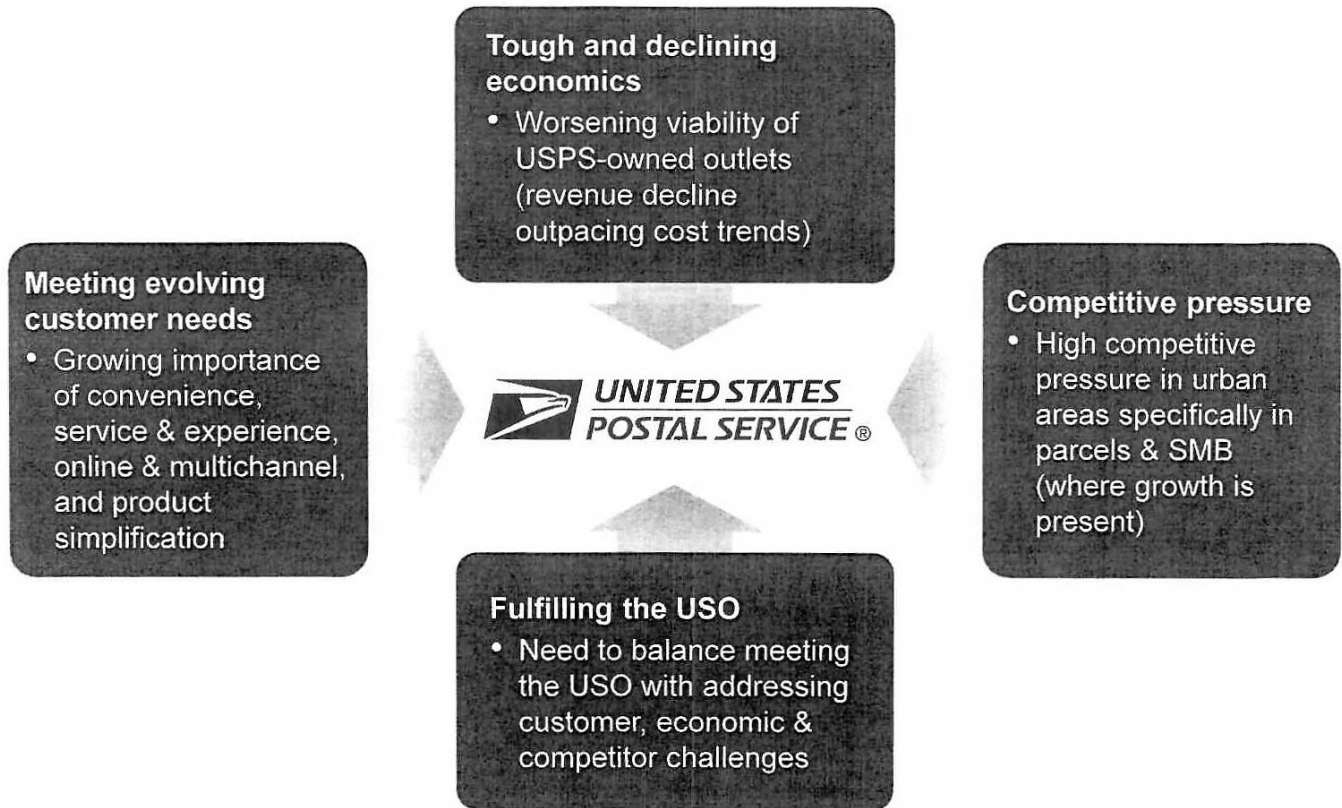 Tough and declining
economics
• Worsening viability of
USPS-owned outlets
(revenue decline
outpacing cost trends)
Meeting evolving
customer needs
• Growing importance
of convenience,
service & experience,
online & multichannel,
and product
simplification
UNITED STATES
POSTAL SERVICE ®
Competitive pressure
• High competitive
pressure in urban
areas specifically in
parcels & SMB
(where growth is
present)
Fulfilling the USO
• Need to balance meeting
the USO with addressing
customer, economic &
competitor challenges